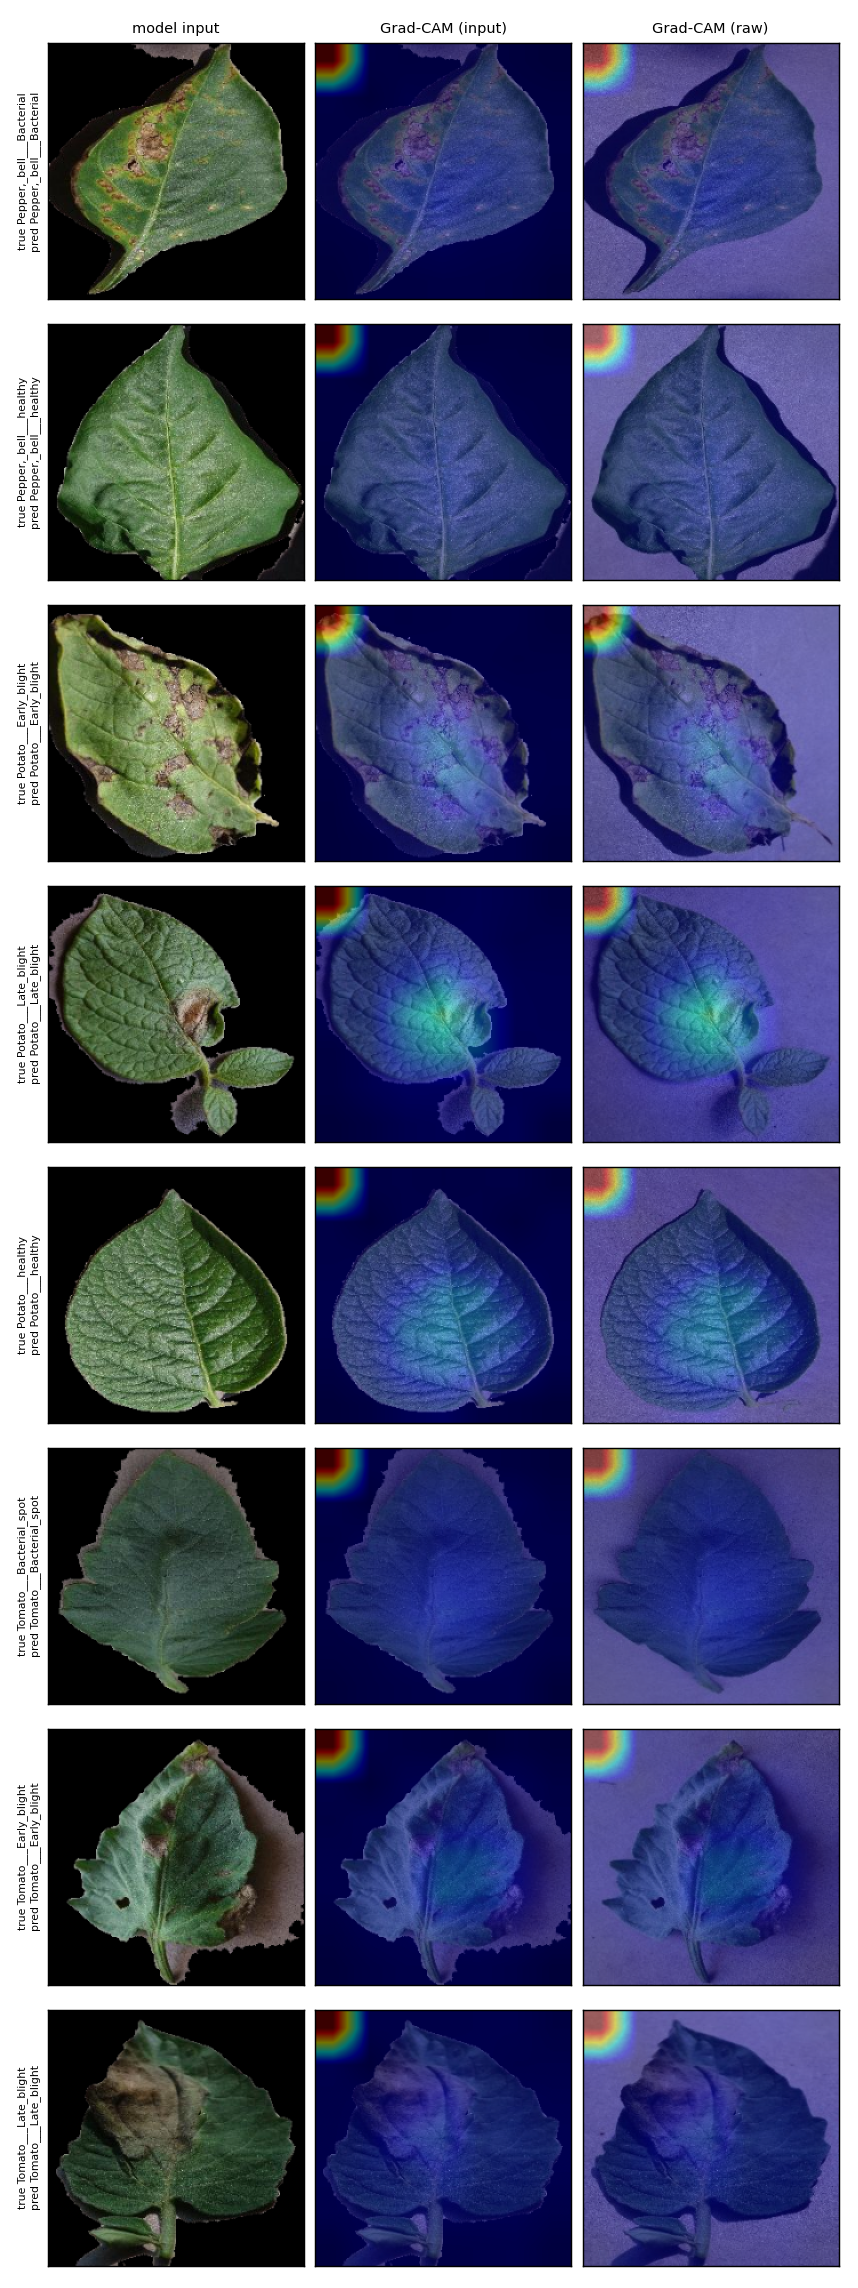 model input
Grad-CAM (input)
Grad-CAM (raw)
true Pepper,_bell___Bacterial
pred Pepper,_bell___Bacterial
true Pepper,_bell___healthy
pred Pepper,_bell___healthy
true Potato___Early_blight
pred Potato___Early_blight
true Potato___Late_blight
pred Potato___Late_blight
true Potato___healthy
pred Potato___healthy
true Tomato___Bacterial_spot
pred Tomato___Bacterial_spot
true Tomato___Early_blight
pred Tomato___Early_blight
true Tomato___Late_blight
pred Tomato___Late_blight